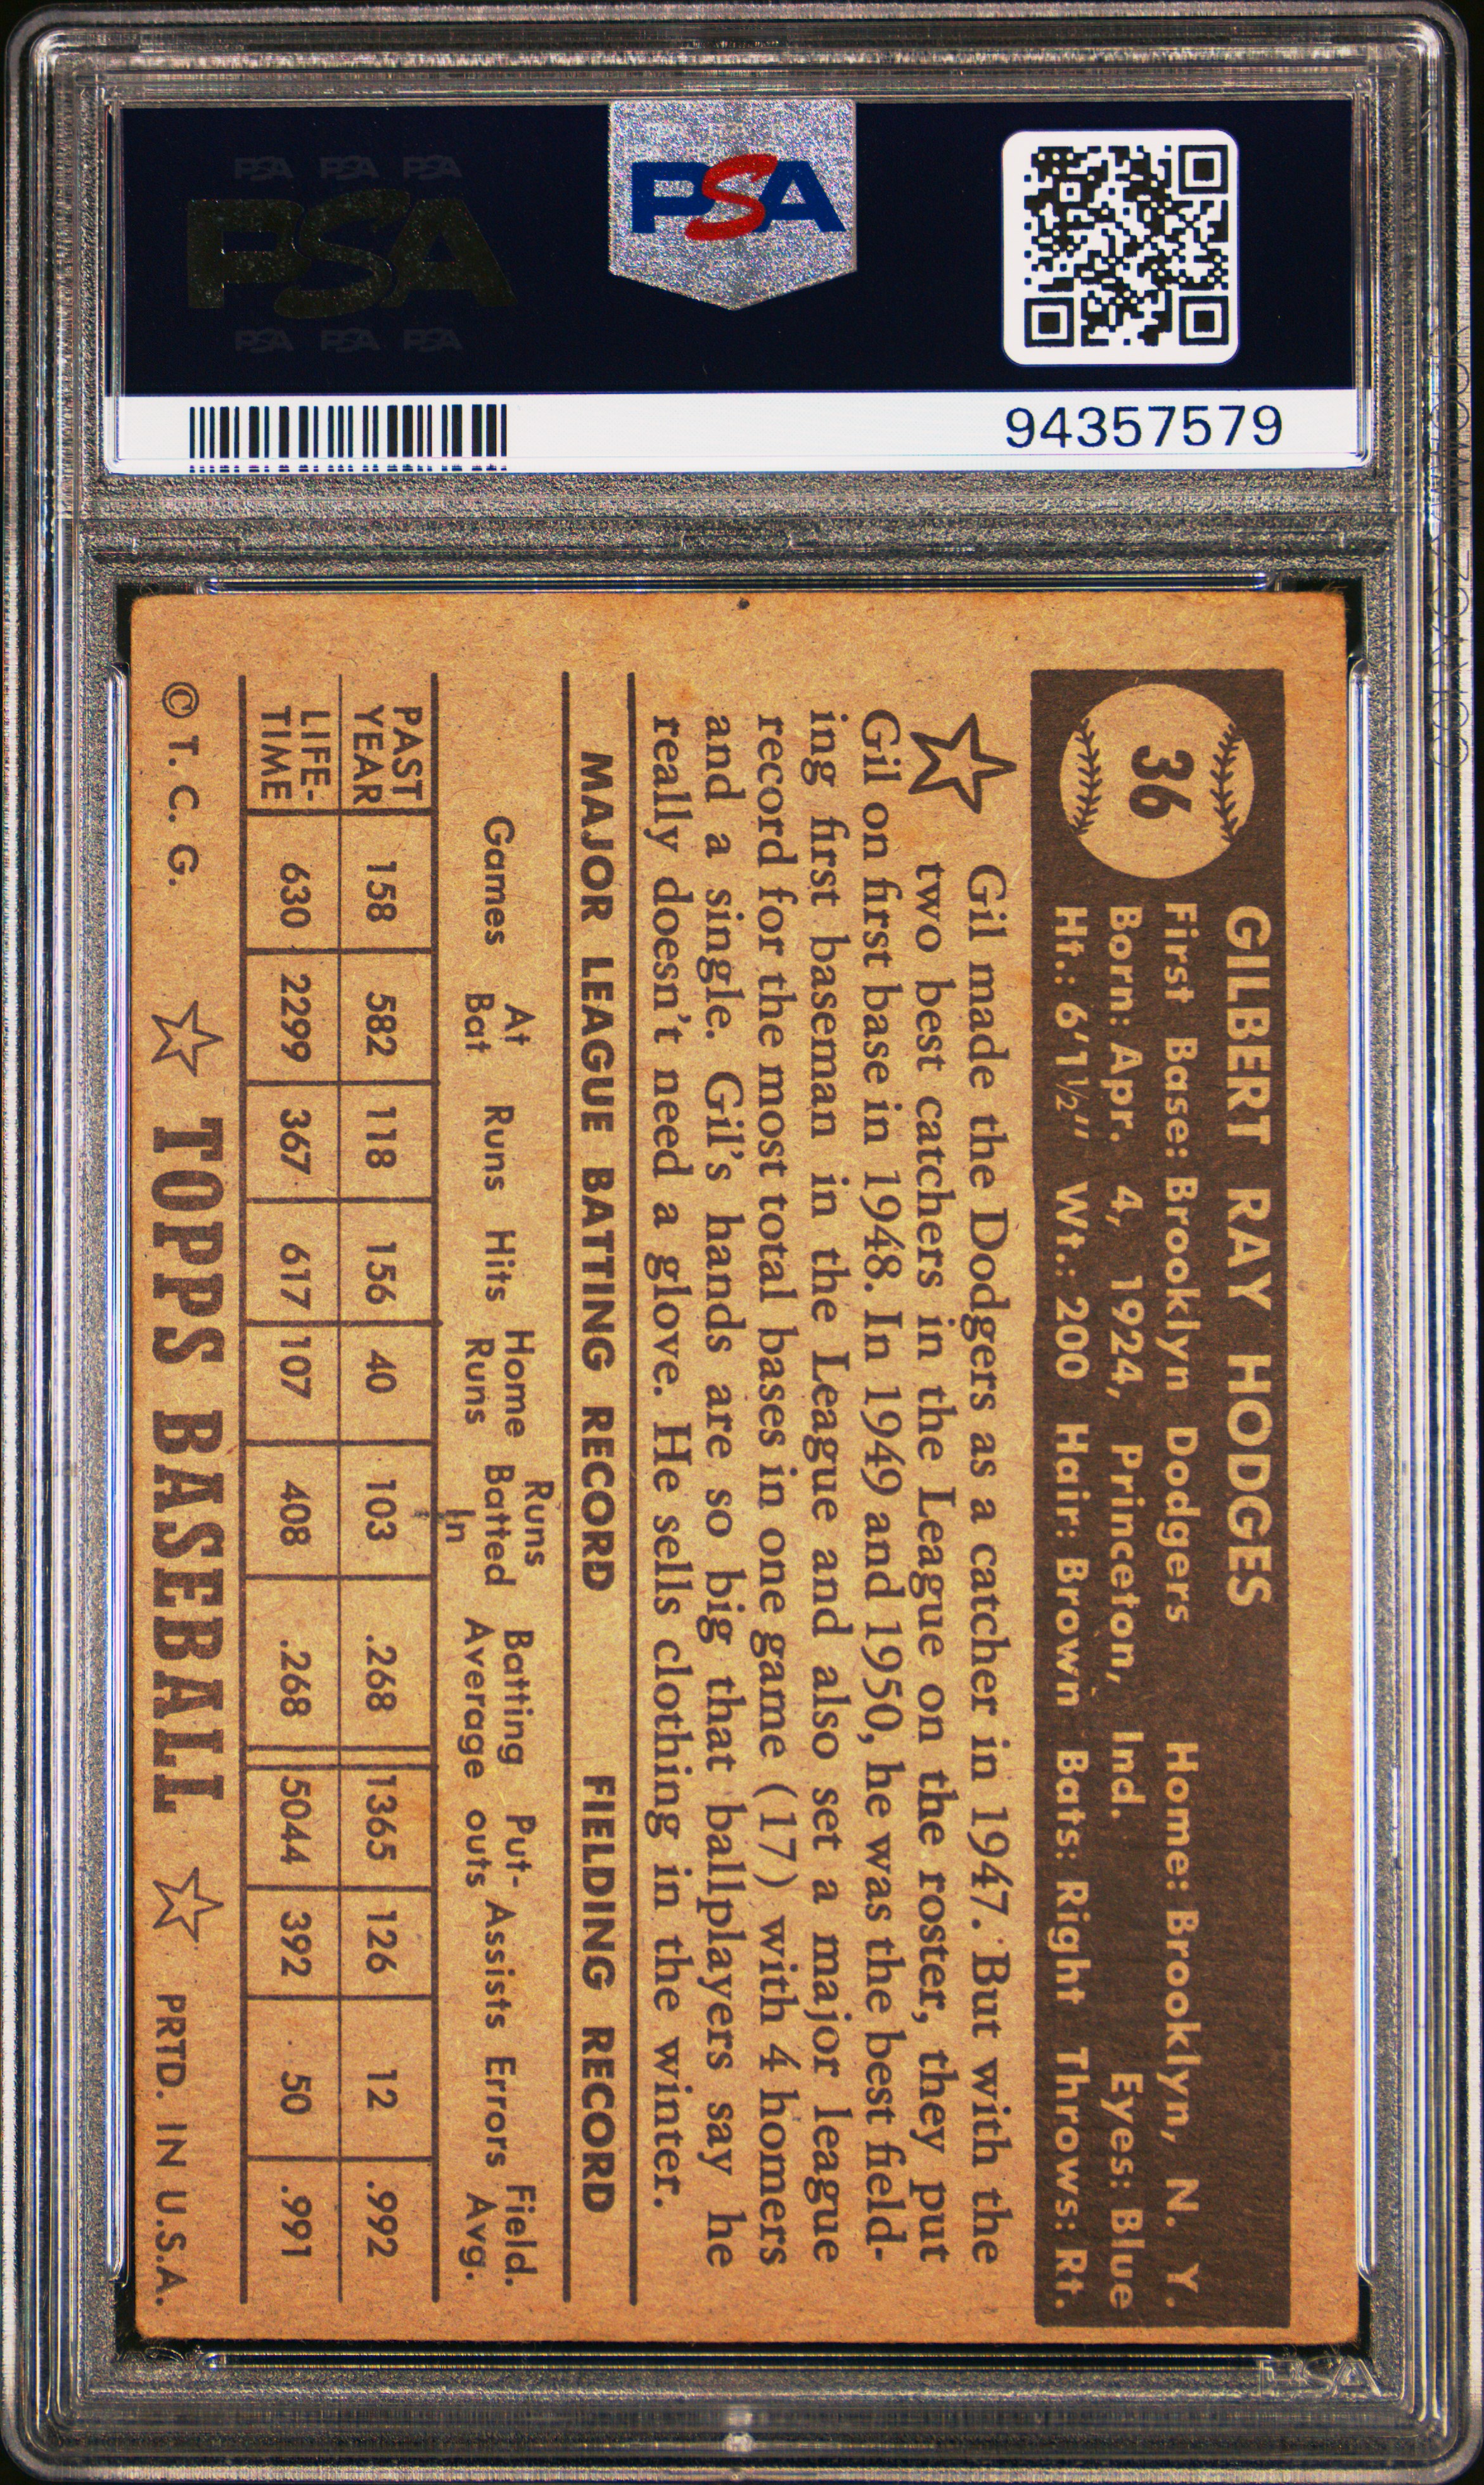 PSA PSA PSA
PSA
PSA PSA PSA
PSA
94357579
36
GILBERT RAY HODGES
First Base: Brooklyn Dodgers Home: Brooklyn, N. Y.
Born: Apr. 4, 1924, Princeton, Ind. Eyes: Blue
Ht.: 6'1½" Wt.: 200 Hair: Brown Bats: Right Throws: Rt.
Gil made the Dodgers as a catcher in 1947. But with the
two best catchers in the League on the roster, they put
Gil on first base in 1948. In 1949 and 1950, he was the best field-
ing first baseman in the League and also set a major league
record for the most total bases in one game (17) with 4 homers
and a single. Gil's hands are so big that ballplayers say he
really doesn't need a glove. He sells clothing in the winter.
MAJOR LEAGUE BATTING RECORD FIELDING RECORD
Games At Bat Runs Hits Home Runs Runs Batted In Batting Average Put-outs Assists Errors Field. Avg.
PAST YEAR 158 582 118 156 40 103 .268 1365 126 12 .992
LIFE-TIME 630 2299 367 617 107 408 .268 5044 392 50 .991
© T. C. G. ☆ TOPPS BASEBALL ☆ PRTD. IN U.S.A.
PSA